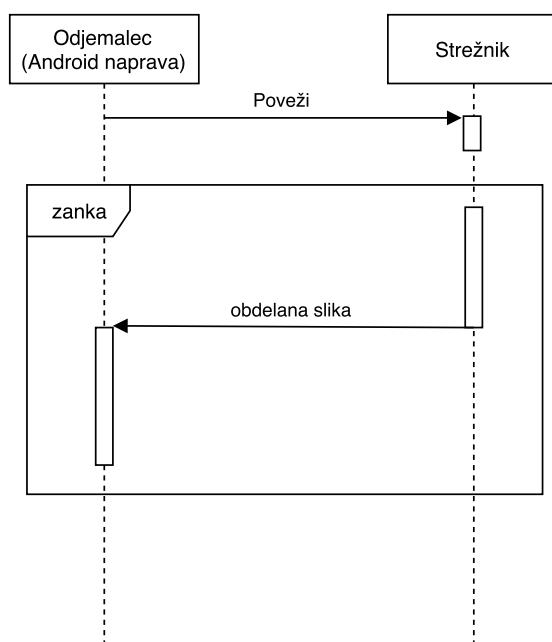 Odjemalec
(Android naprava)
Strežnik
Poveži
zanka
obdelana slika